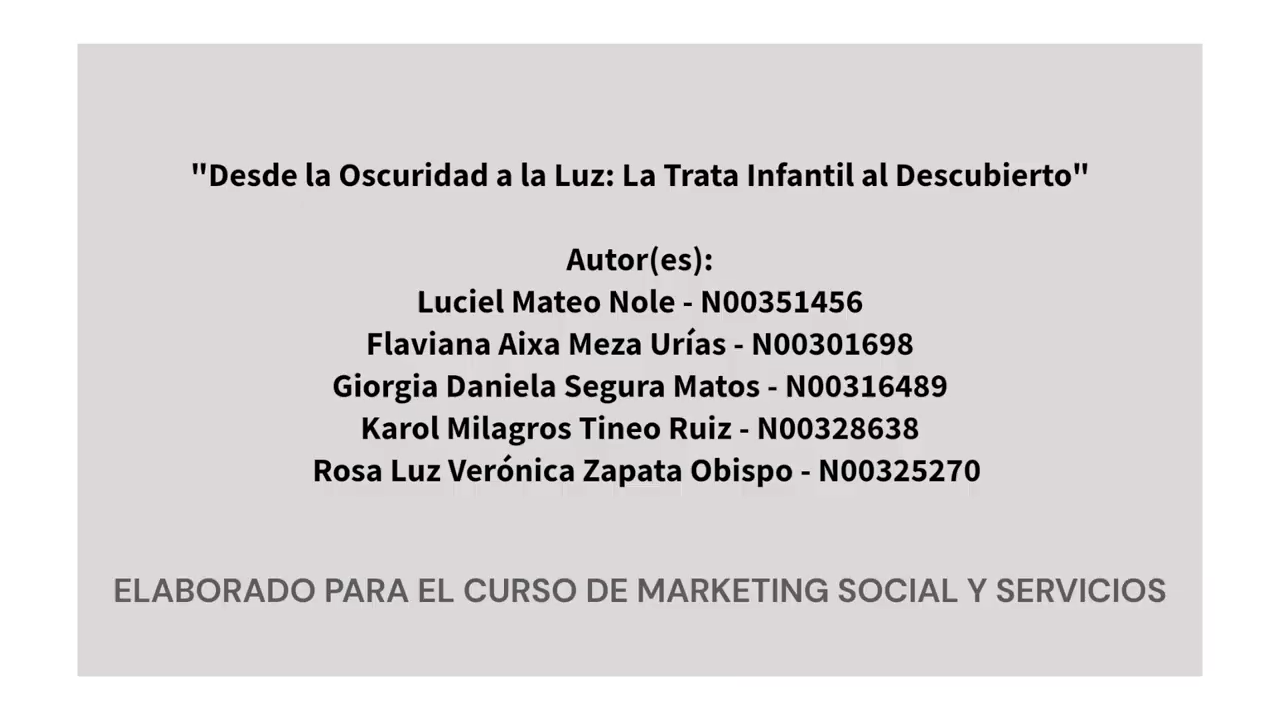 "Desde la Oscuridad a la Luz: La Trata Infantil al Descubierto"
Autor(es):
Luciel Mateo Nole - N00351456
Flaviana Aixa Meza Urías - N00301698
Giorgia Daniela Segura Matos - N00316489
Karol Milagros Tineo Ruiz - N00328638
Rosa Luz Verónica Zapata Obispo - N00325270
ELABORADO PARA EL CURSO DE MARKETING SOCIAL Y SERVICIOS